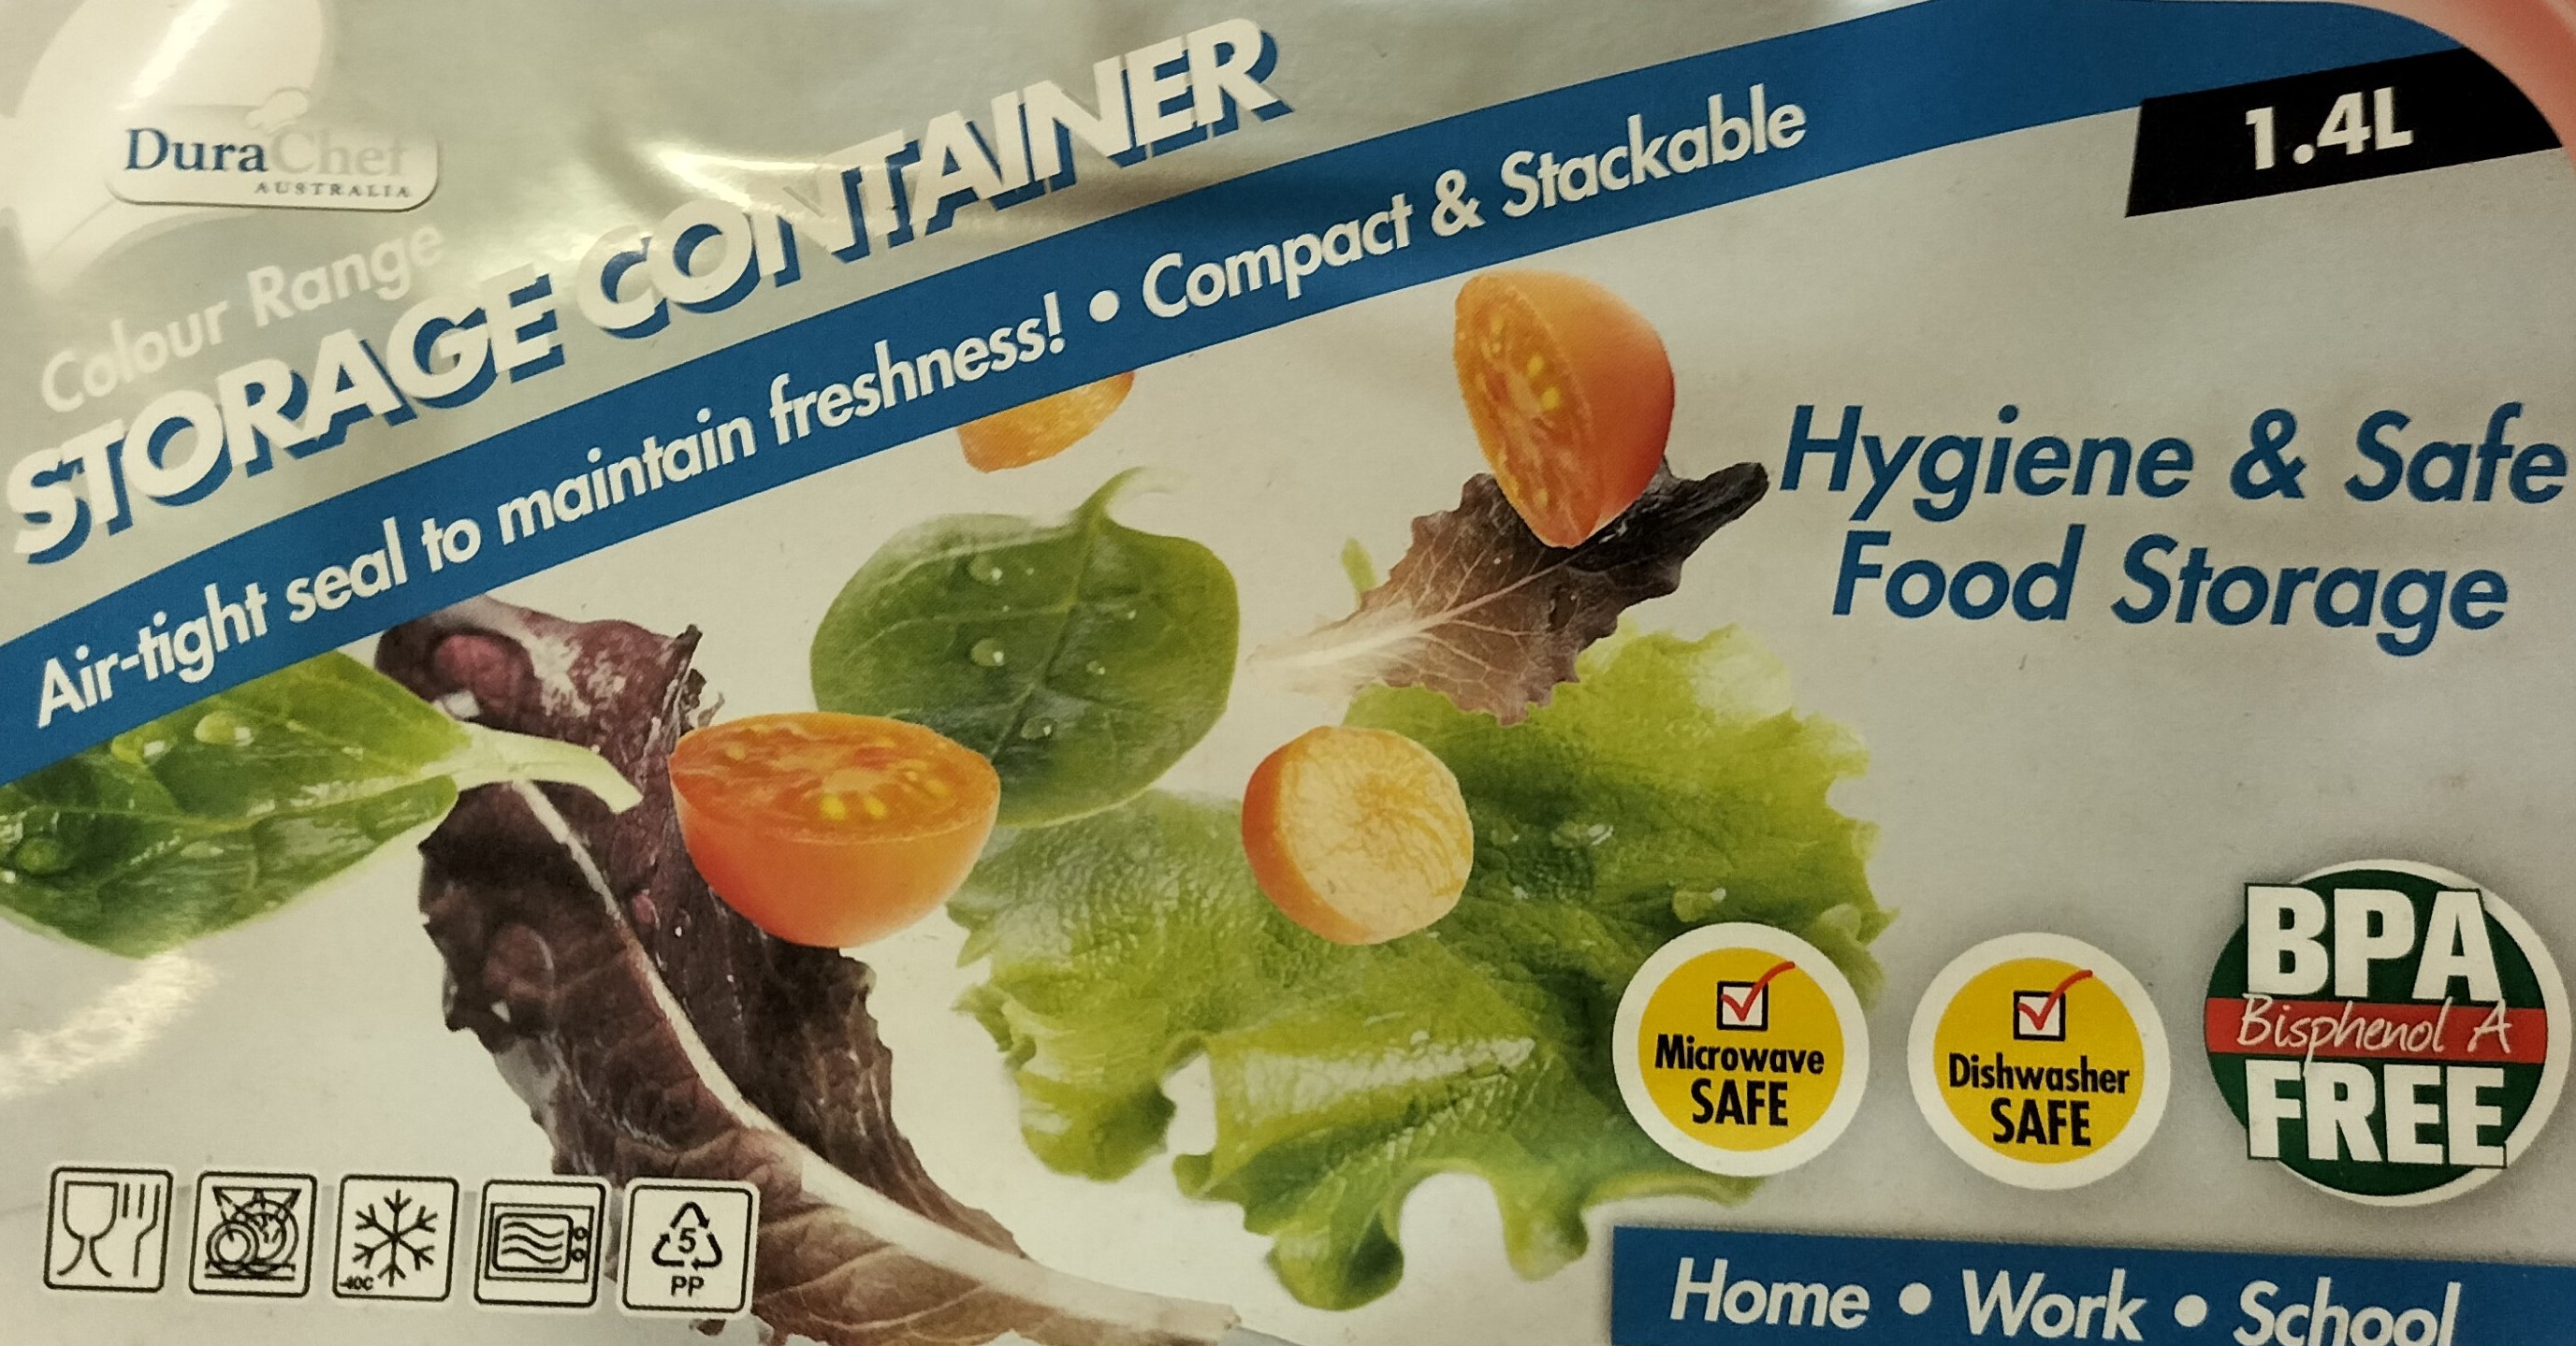 DuraChef
AUSTRALIA
Colour Range
STORAGE CONTAINER
Air-tight seal to maintain freshness! • Compact & Stackable
1.4L
Hygiene & Safe
Food Storage
Microwave
SAFE
Dishwasher
SAFE
BPA
Bisphenol A
FREE
-40C
5
PP
Home • Work • School